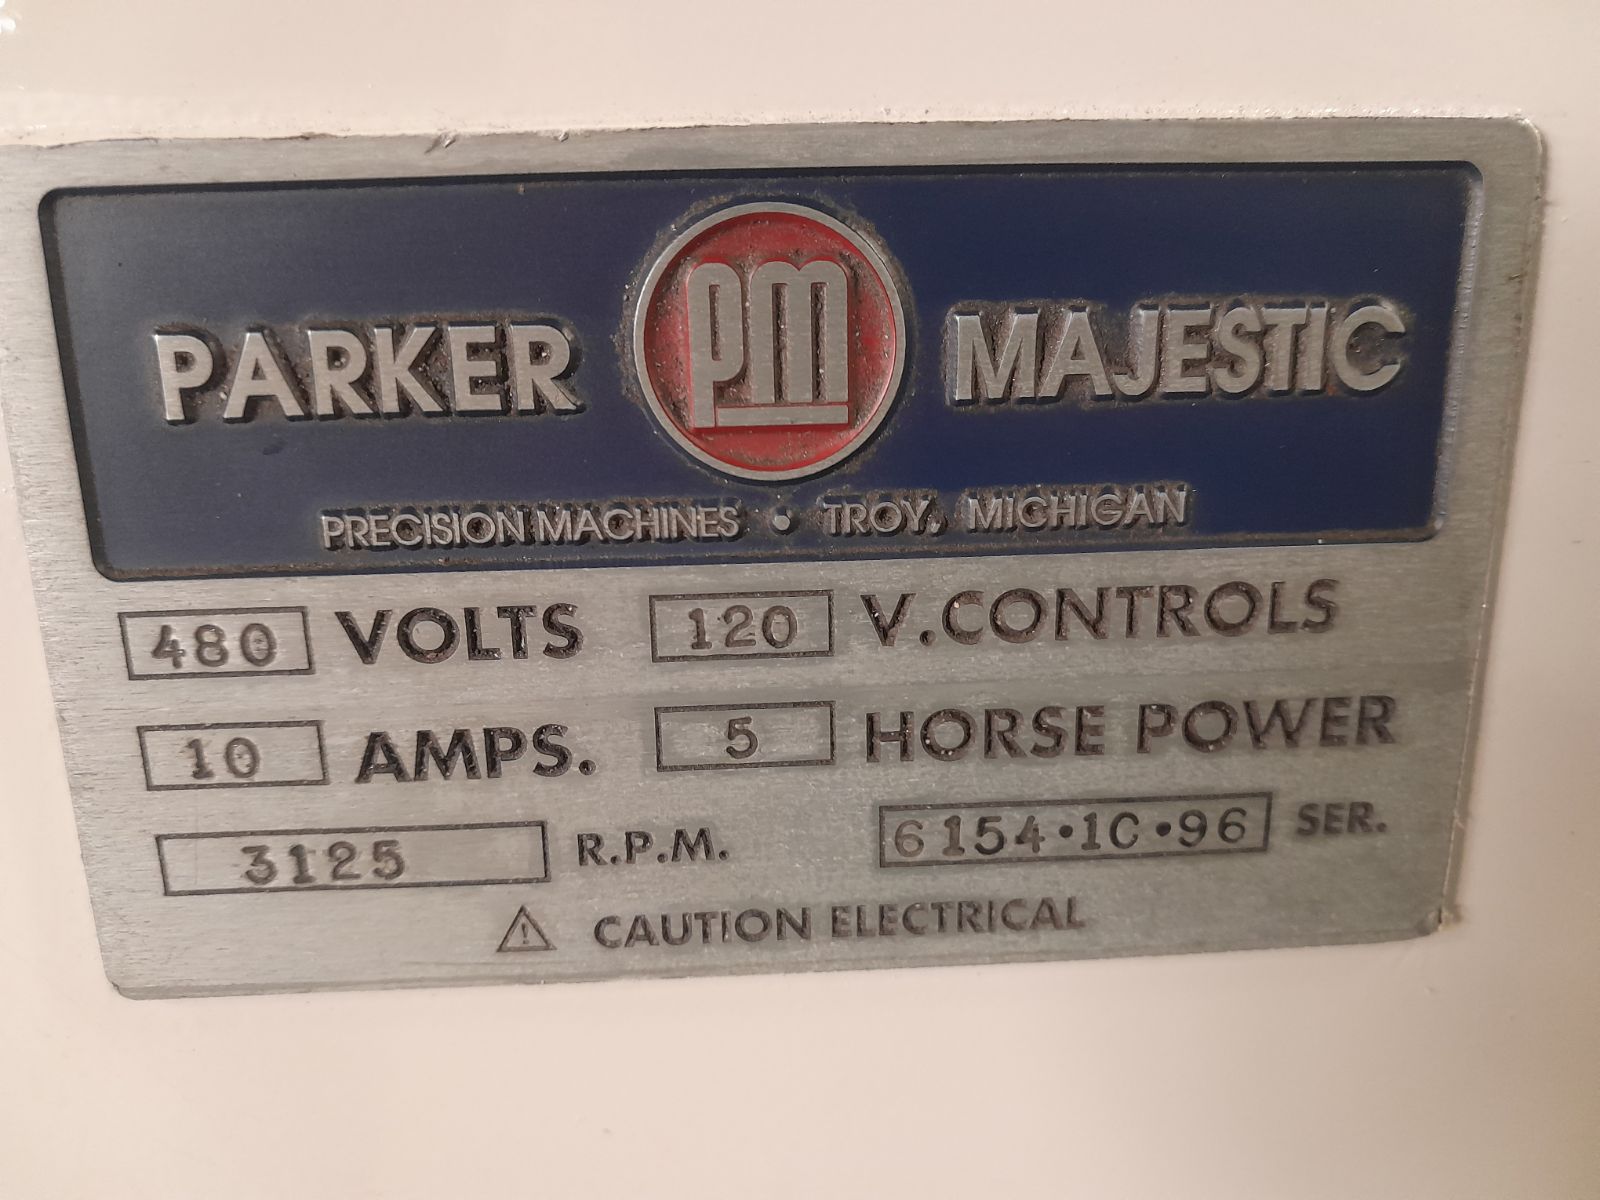 PARKER PM MAJESTIC
PRECISION MACHINES • TROY, MICHIGAN
480 VOLTS 120 V.CONTROLS
10 AMPS. 5 HORSE POWER
3125 R.P.M. 6154•1C•96 SER.
CAUTION ELECTRICAL